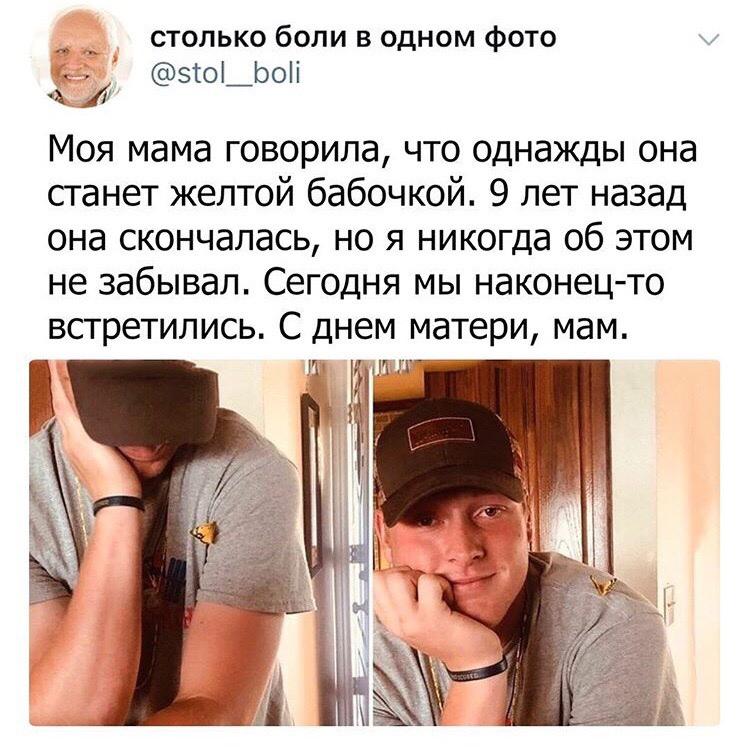 столько боли в одном фото
@stol__boli
Моя мама говорила, что однажды она
станет желтой бабочкой. 9 лет назад
она скончалась, но я никогда об этом
не забывал. Сегодня мы наконец-то
встретились. С днем матери, мам.